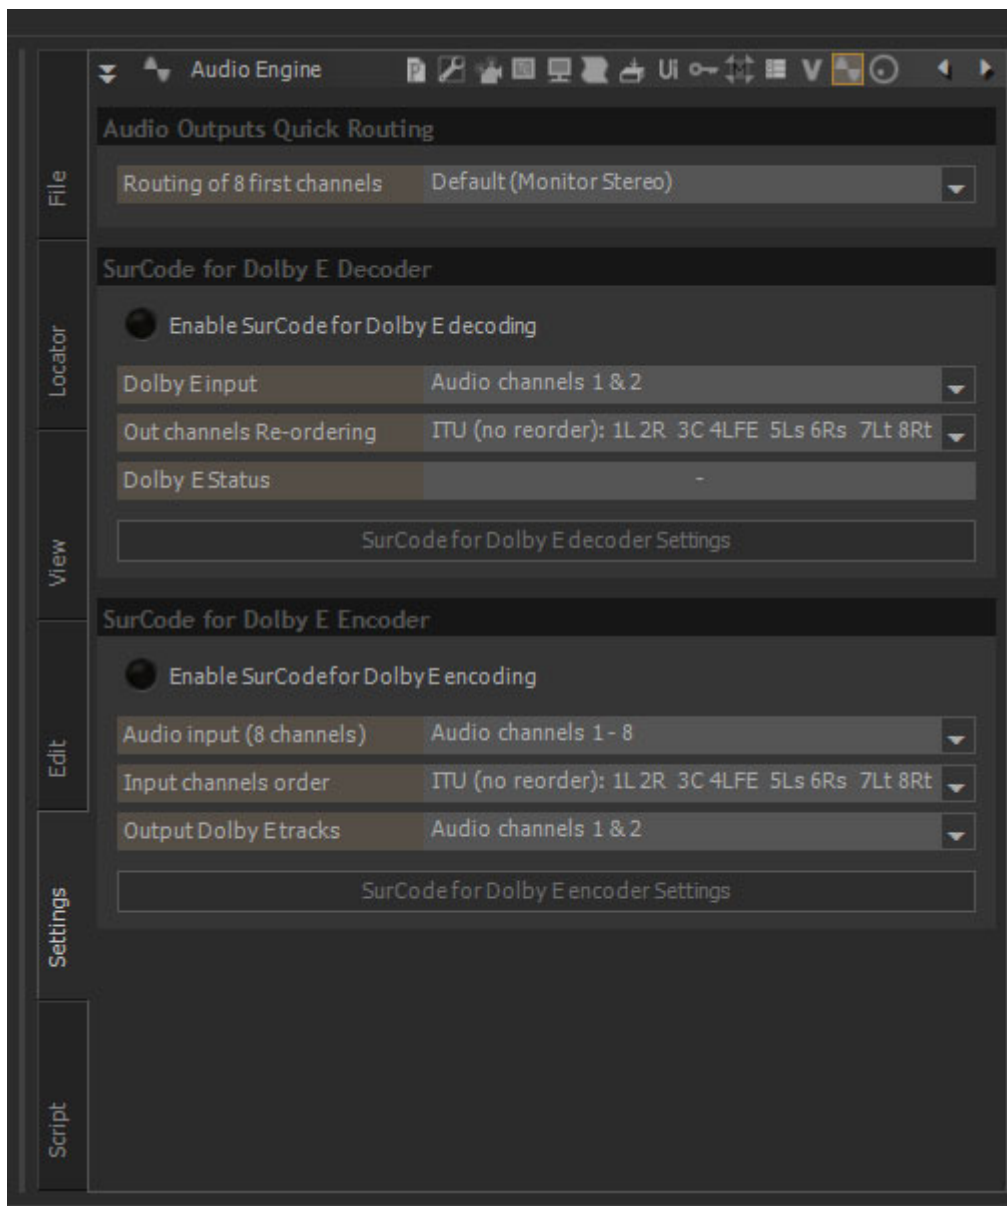 Audio Engine
Ui
V
Audio Outputs Quick Routing
Routing of 8 first channels Default (Monitor Stereo)
SurCode for Dolby E Decoder
Enable SurCode for Dolby E decoding
Dolby E input Audio channels 1 & 2
Out channels Re-ordering ITU (no reorder): 1L 2R 3C 4LFE 5Ls 6Rs 7Lt 8Rt
Dolby E Status -
SurCode for Dolby E decoder Settings
SurCode for Dolby E Encoder
Enable SurCode for Dolby E encoding
Audio input (8 channels) Audio channels 1 - 8
Input channels order ITU (no reorder): 1L 2R 3C 4LFE 5Ls 6Rs 7Lt 8Rt
Output Dolby E tracks Audio channels 1 & 2
SurCode for Dolby E encoder Settings
File
Locator
View
Edit
Settings
Script